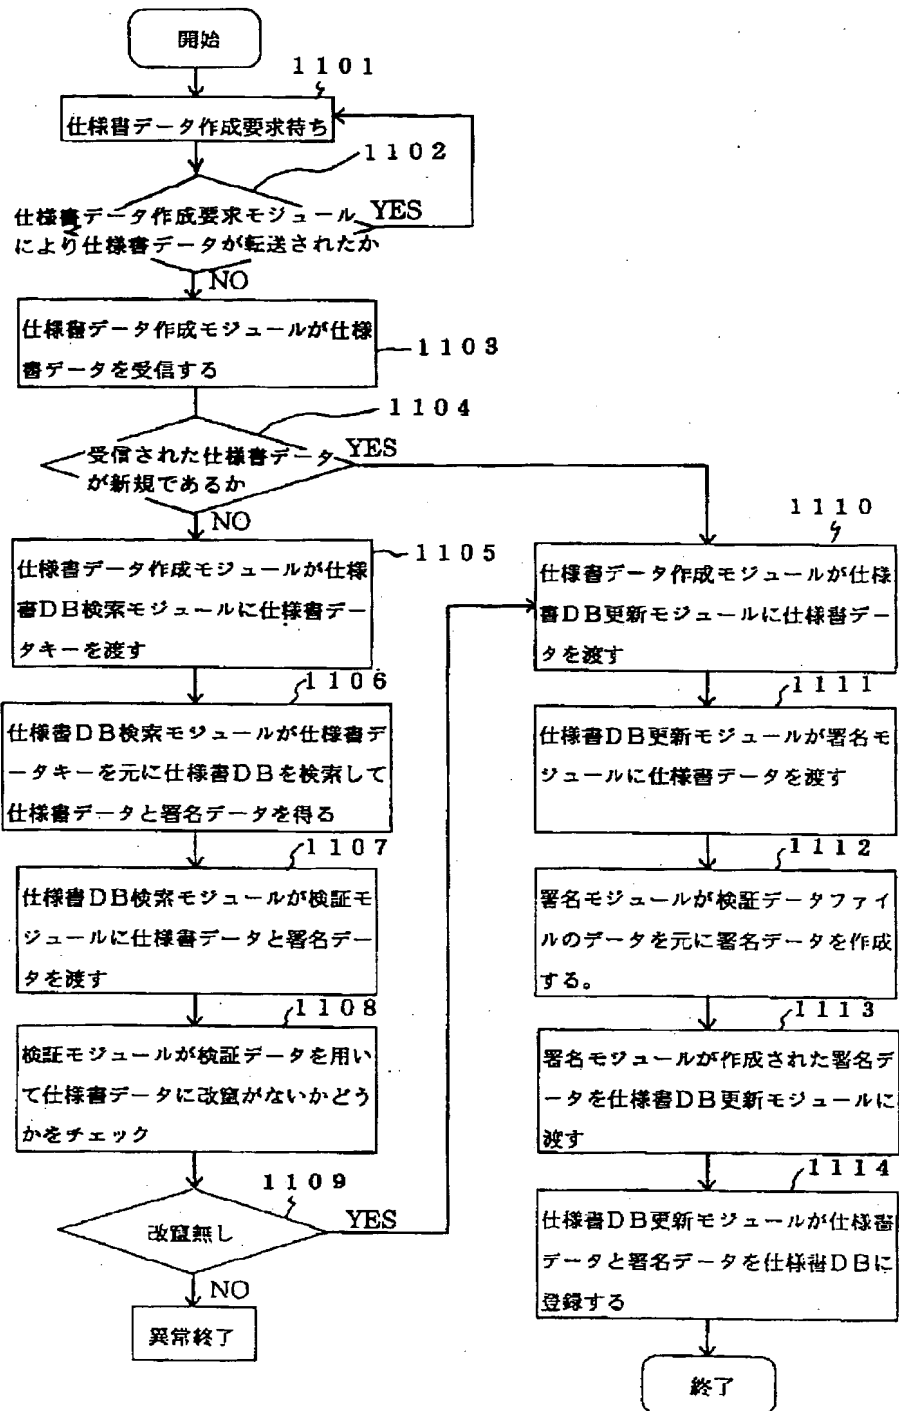 開始
1101
仕様書データ作成要求待ち
1102
仕様書データ作成要求モジュール
により仕様書データが転送されたか
YES
NO
仕様書データ作成モジュールが仕様
書データを受信する
1103
1104
受信された仕様書データ
が新規であるか
YES
NO
仕様書データ作成モジュールが仕様
書DB検索モジュールに仕様書デー
タキーを渡す
1105
1106
仕様書DB検索モジュールが仕様書デ
ータキーを元に仕様書DBを検索して
仕様書データと署名データを得る
1107
仕様書DB検索モジュールが検証モ
ジュールに仕様書データと署名デー
タを渡す
1108
検証モジュールが検証データを用い
て仕様書データに改竄がないかどう
かをチェック
1109
改竄無し
YES
NO
異常終了
1110
仕様書データ作成モジュールが仕様
書DB更新モジュールに仕様書デー
タを渡す
1111
仕様書DB更新モジュールが署名モ
ジュールに仕様書データを渡す
1112
署名モジュールが検証データファイ
ルのデータを元に署名データを作成
する。
1113
署名モジュールが作成された署名デ
ータを仕様書DB更新モジュールに
渡す
1114
仕様書DB更新モジュールが仕様書
データと署名データを仕様書DBに
登録する
終了